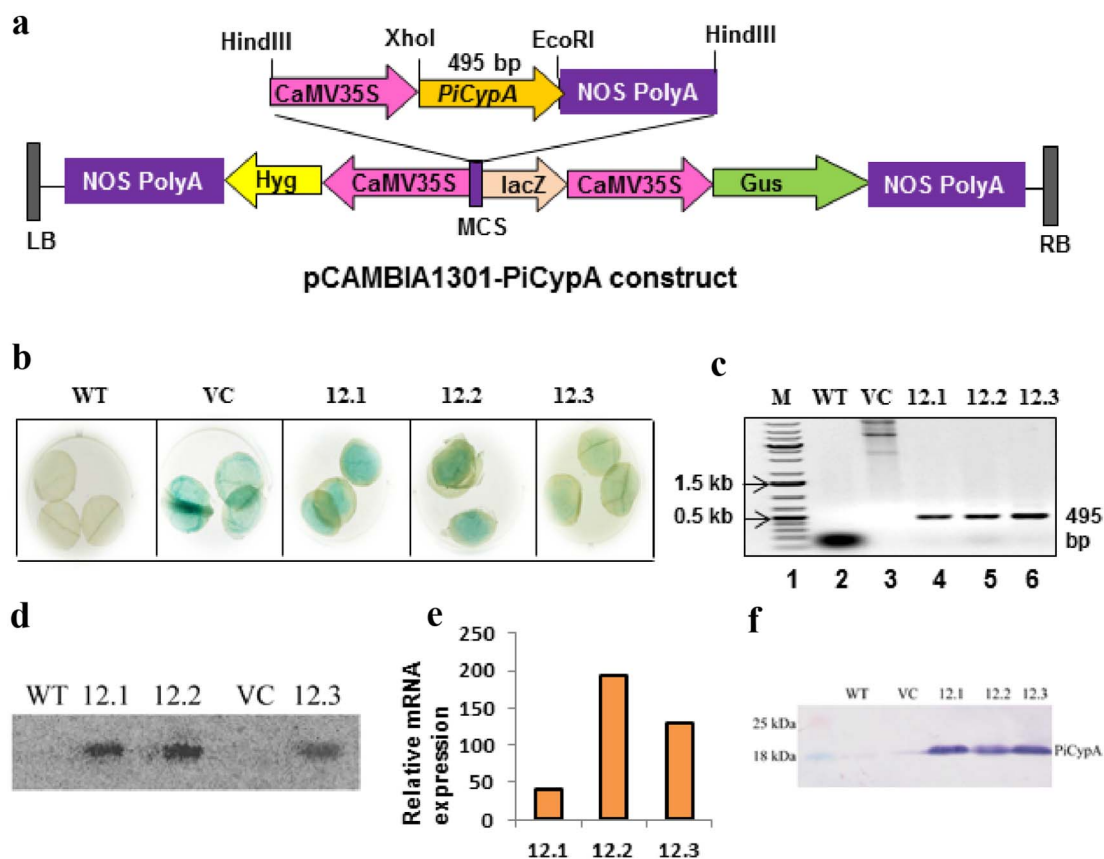 a
HindIII XhoI EcoRI HindIII
495 bp
CaMV35S PiCypA NOS PolyA
NOS PolyA Hyg CaMV35S lacZ CaMV35S Gus NOS PolyA
LB MCS RB
pCAMBIA1301-PiCypA construct
b
WT VC 12.1 12.2 12.3
c
M WT VC 12.1 12.2 12.3
1.5 kb
0.5 kb
495
bp
1 2 3 4 5 6
d
WT 12.1 12.2 VC 12.3
e
Relative mRNA
expression
250
200
150
100
50
0
12.1 12.2 12.3
f
WT VC 12.1 12.2 12.3
25 kDa
18 kDa
PiCypA